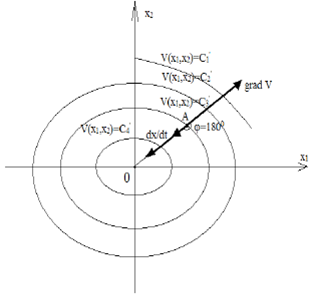 x₂
V(x₁,x₂)=C₁
V(x₁,x₂)=C₂
grad V
V(x₁,x₂)=C₃
A
V(x₁,x₂)=C₄
dx/dt
φ=180⁰
x₁
0